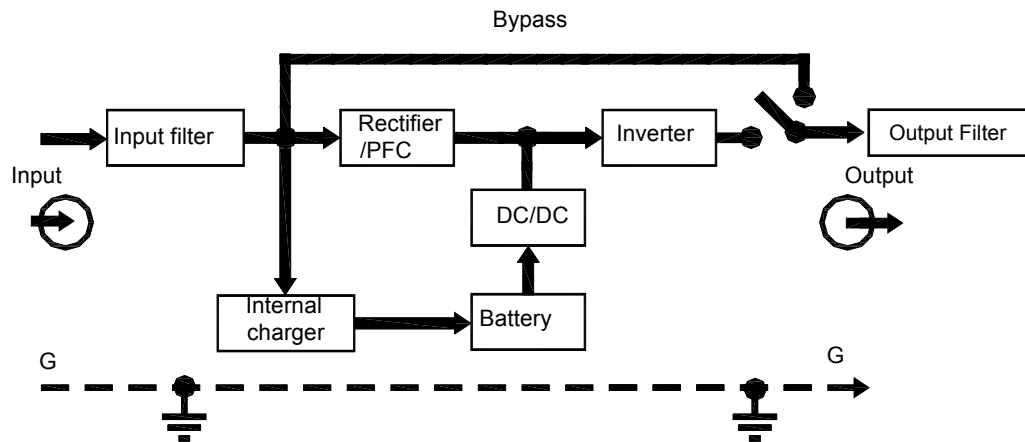 Bypass
Input filter
Rectifier
/PFC
Inverter
Output Filter
Input
Output
DC/DC
Internal
charger
Battery
G
G